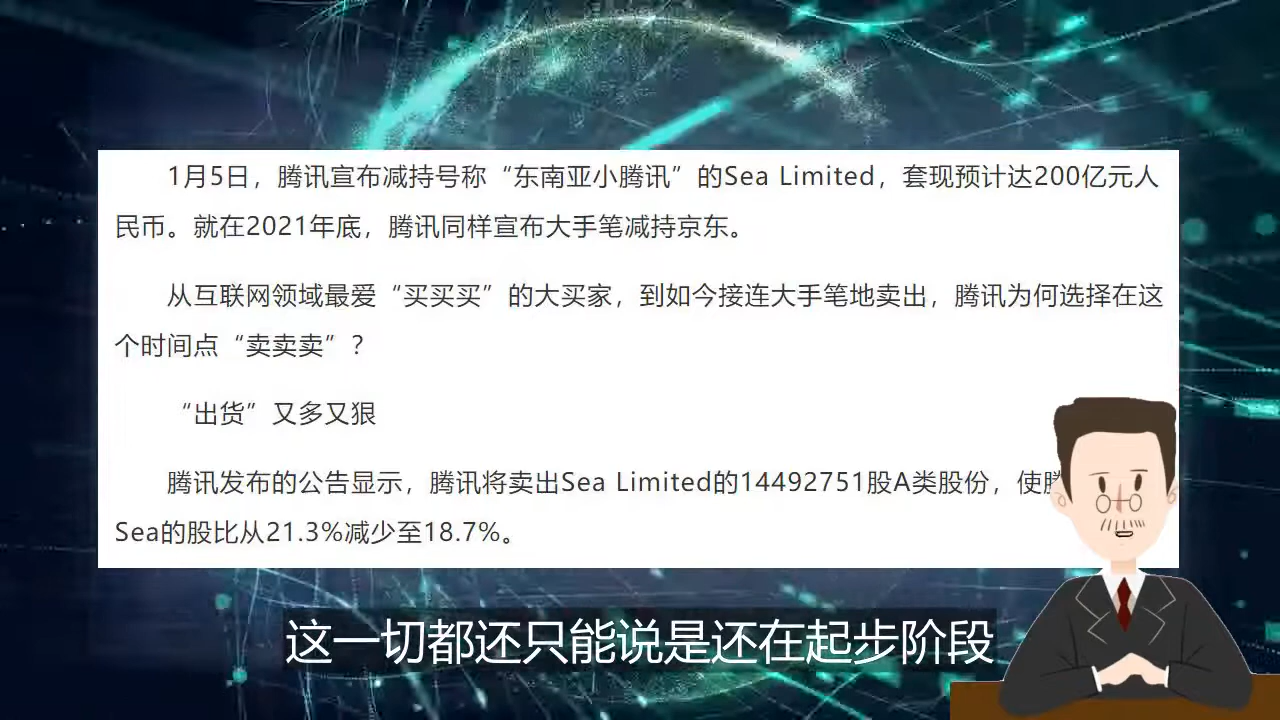 1月5日，腾讯宣布减持号称“东南亚小腾讯”的Sea Limited，套现预计达200亿元人
民币。就在2021年底，腾讯同样宣布大手笔减持京东。
从互联网领域最爱“买买买”的大买家，到如今接连大手笔地卖出，腾讯为何选择在这
个时间点“卖卖卖”？
“出货”又多又狠
腾讯发布的公告显示，腾讯将卖出Sea Limited的14492751股A类股份，使
Sea的股比从21.3%减少至18.7%。
这一切都还只能说是还在起步阶段